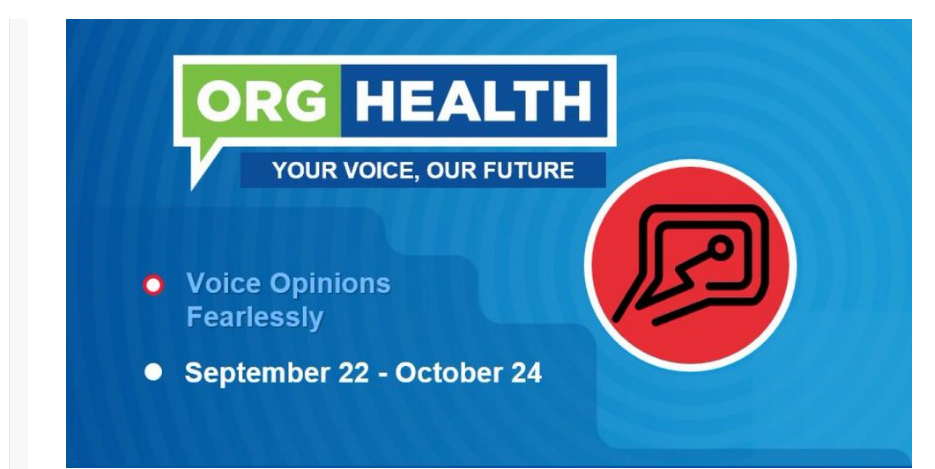 ORG HEALTH
YOUR VOICE, OUR FUTURE
Voice Opinions
Fearlessly
September 22 - October 24